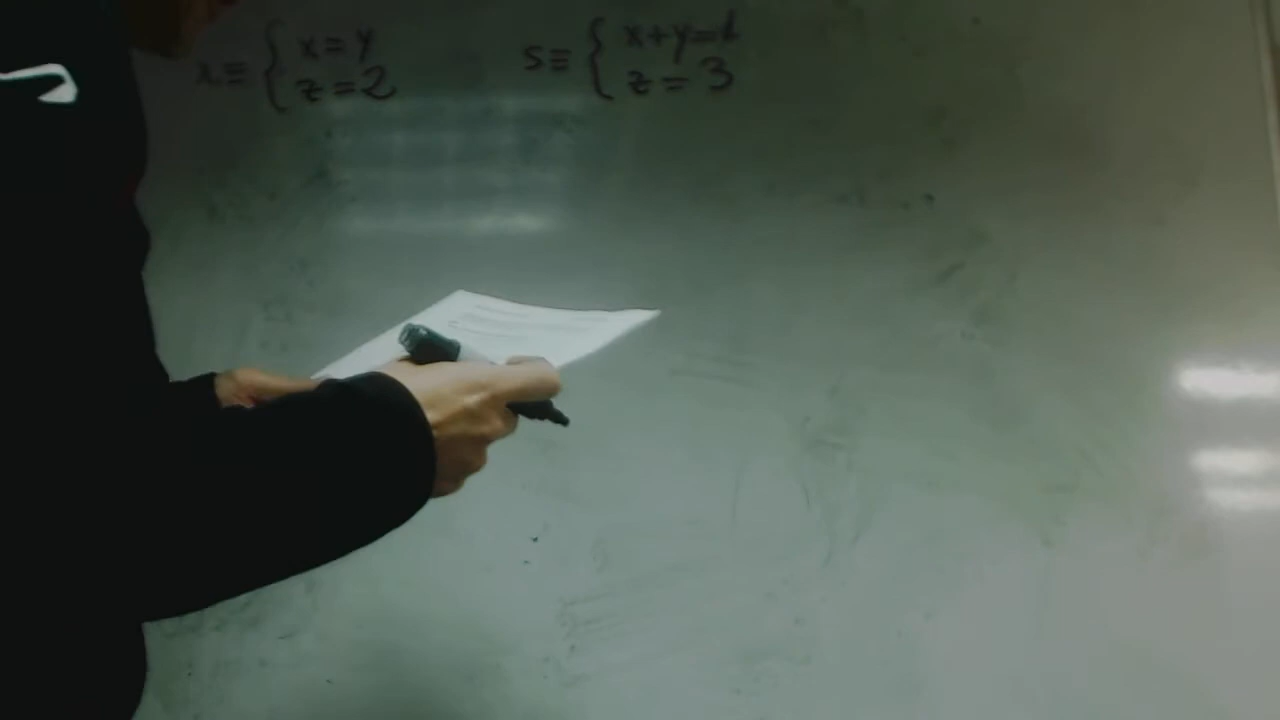 r ≡ { x = y
z = 2
s ≡ { x + y = 1
z = 3